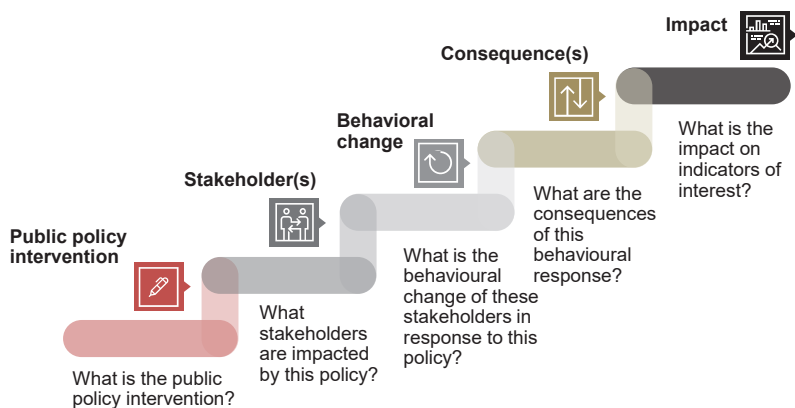 Public policy
intervention
What is the public
policy intervention?
Stakeholder(s)
What
stakeholders
are impacted
by this policy?
Behavioral
change
What is the
behavioural
change of these
stakeholders in
response to this
policy?
Consequence(s)
What are the
consequences
of this
behavioural
response?
Impact
What is the
impact on
indicators of
interest?